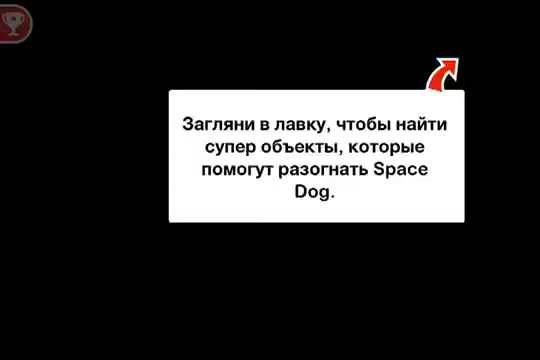 Загляни в лавку, чтобы найти
супер объекты, которые
помогут разогнать Space
Dog.